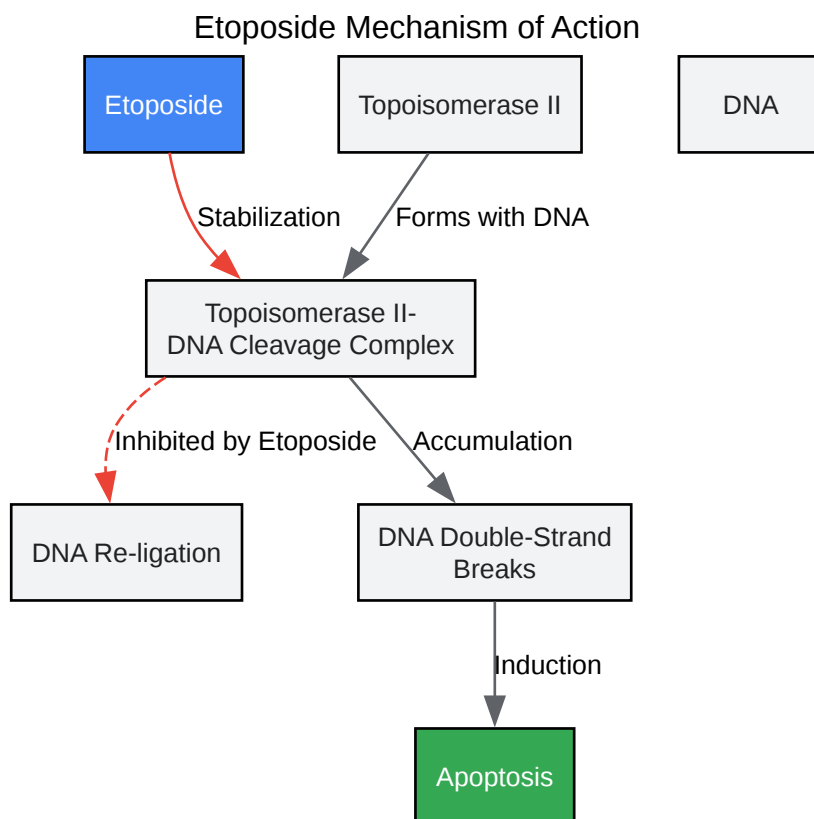 Etoposide Mechanism of Action
Etoposide
Topoisomerase II
DNA
Stabilization
Forms with DNA
Topoisomerase II-
DNA Cleavage Complex
Inhibited by Etoposide
Accumulation
DNA Re-ligation
DNA Double-Strand
Breaks
Induction
Apoptosis